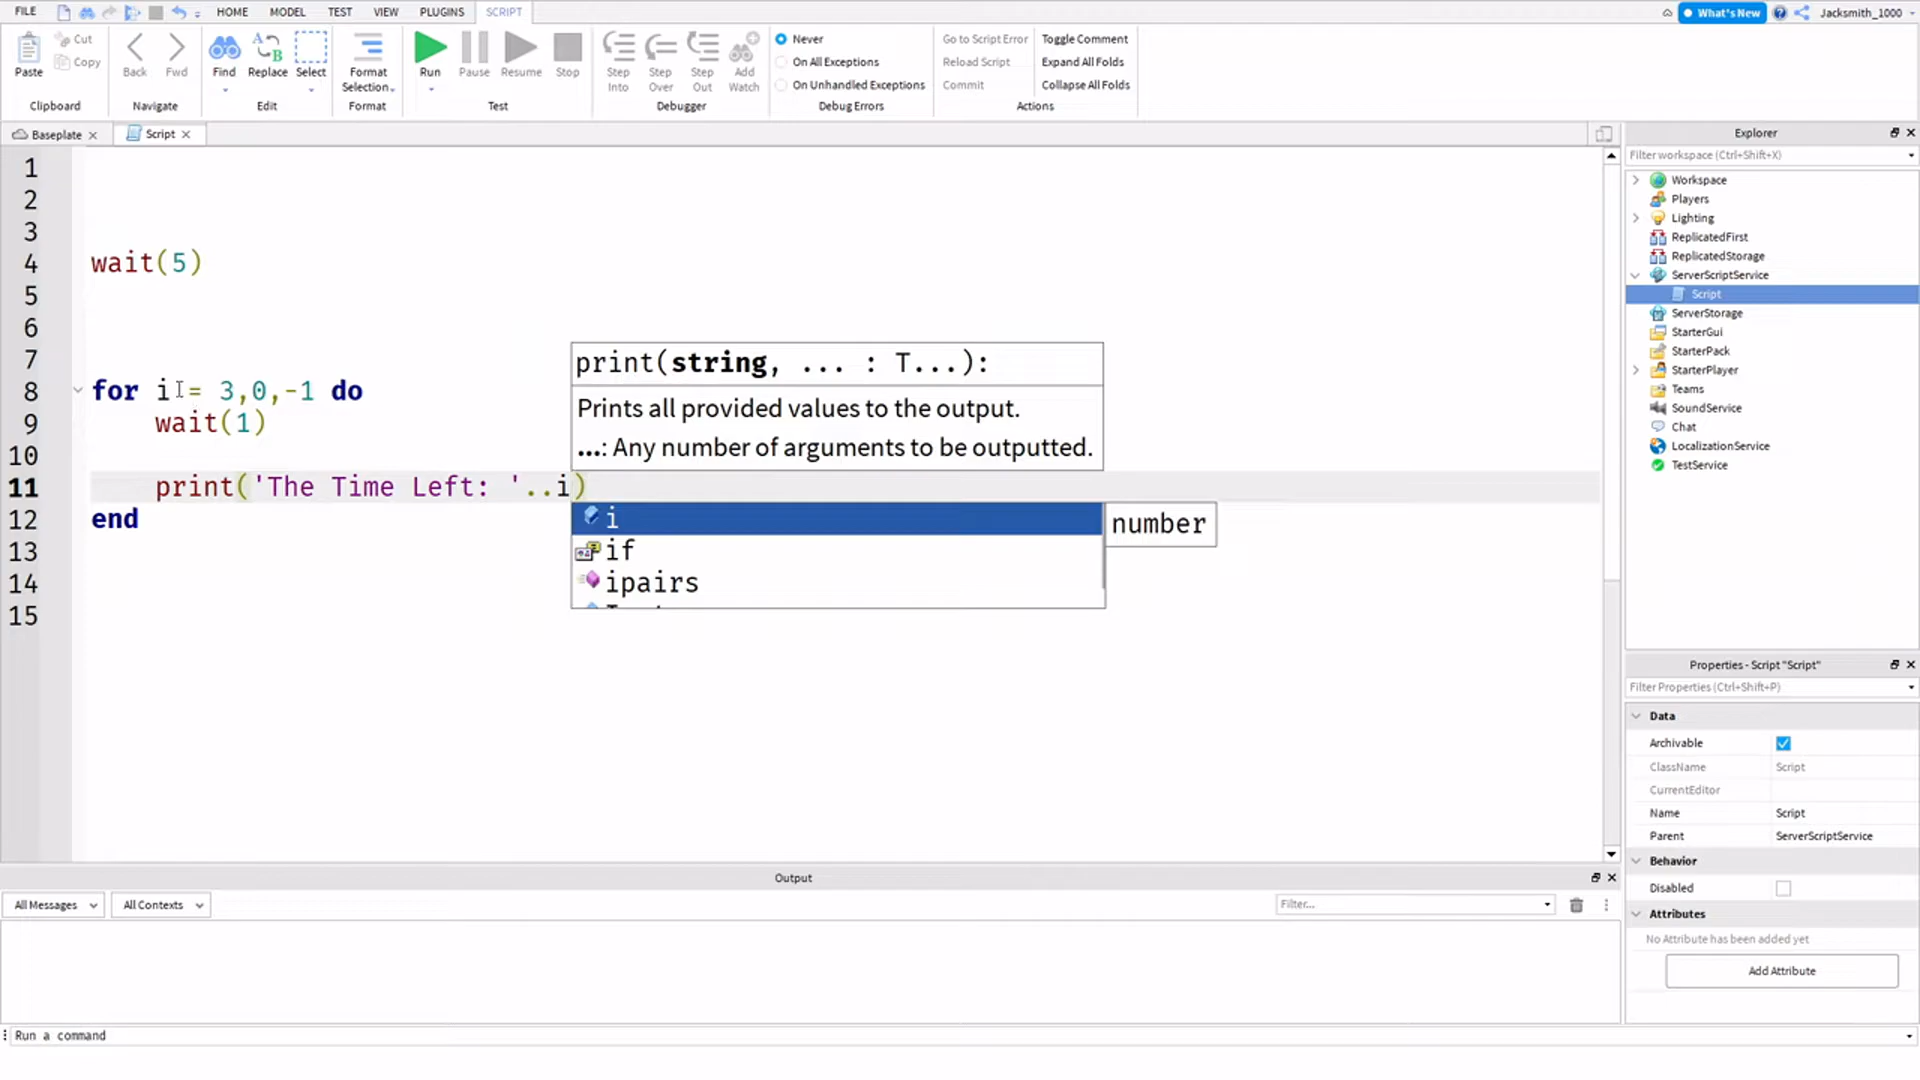 FILE HOME MODEL TEST VIEW PLUGINS SCRIPT What's New Jacksmith_1000
Paste Cut Copy Back Fwd Find Replace Select Format Selection Run Pause Resume Stop Step Into Step Over Step Out Add Watch
Never
On All Exceptions
On Unhandled Exceptions
Go to Script Error
Reload Script
Commit
Toggle Comment
Expand All Folds
Collapse All Folds
Clipboard Navigate Edit Format Test Debugger Debug Errors Actions
Baseplate Script
1
2
3
4 wait(5)
5
6
7
8 for i = 3,0,-1 do
9 wait(1)
10
11 print('The Time Left: '..i)
12 end
13
14
15
print(string, ... : T...):
Prints all provided values to the output.
...: Any number of arguments to be outputted.
i number
if
ipairs
Explorer
Filter workspace (Ctrl+Shift+X)
Workspace
Players
Lighting
ReplicatedFirst
ReplicatedStorage
ServerScriptService
Script
ServerStorage
StarterGui
StarterPack
StarterPlayer
Teams
SoundService
Chat
LocalizationService
TestService
Properties - Script "Script"
Filter Properties (Ctrl+Shift+P)
Data
Archivable
ClassName Script
CurrentEditor
Name Script
Parent ServerScriptService
Behavior
Disabled
Attributes
No Attribute has been added yet
Add Attribute
Output
All Messages All Contexts Filter...
Run a command